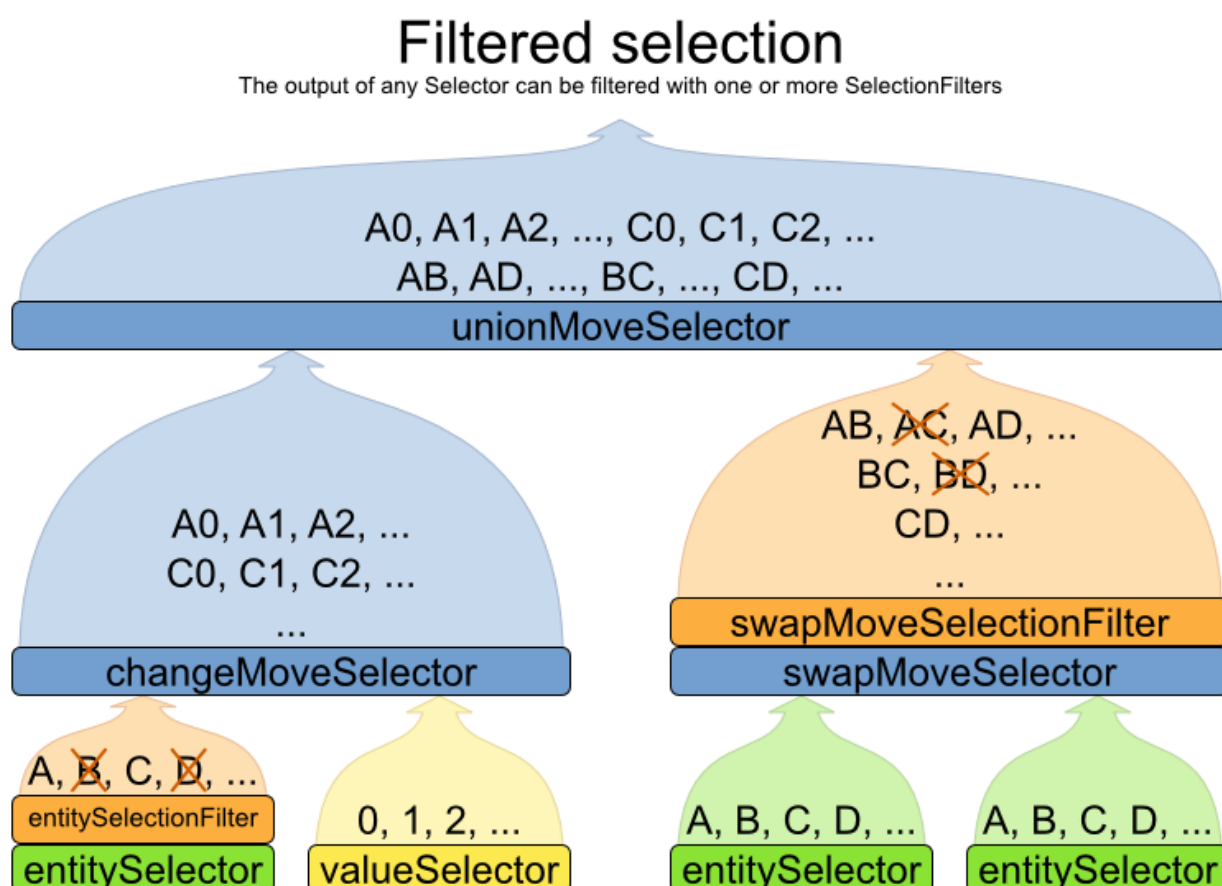 Filtered selection
The output of any Selector can be filtered with one or more SelectionFilters
A0, A1, A2, ..., C0, C1, C2, ...
AB, AD, ..., BC, ..., CD, ...
unionMoveSelector
A0, A1, A2, ...
C0, C1, C2, ...
...
changeMoveSelector
AB, AC, AD, ...
BC, BD, ...
CD, ...
...
swapMoveSelectionFilter
swapMoveSelector
A, B, C, D, ...
entitySelectionFilter
entitySelector
0, 1, 2, ...
valueSelector
A, B, C, D, ...
entitySelector
A, B, C, D, ...
entitySelector